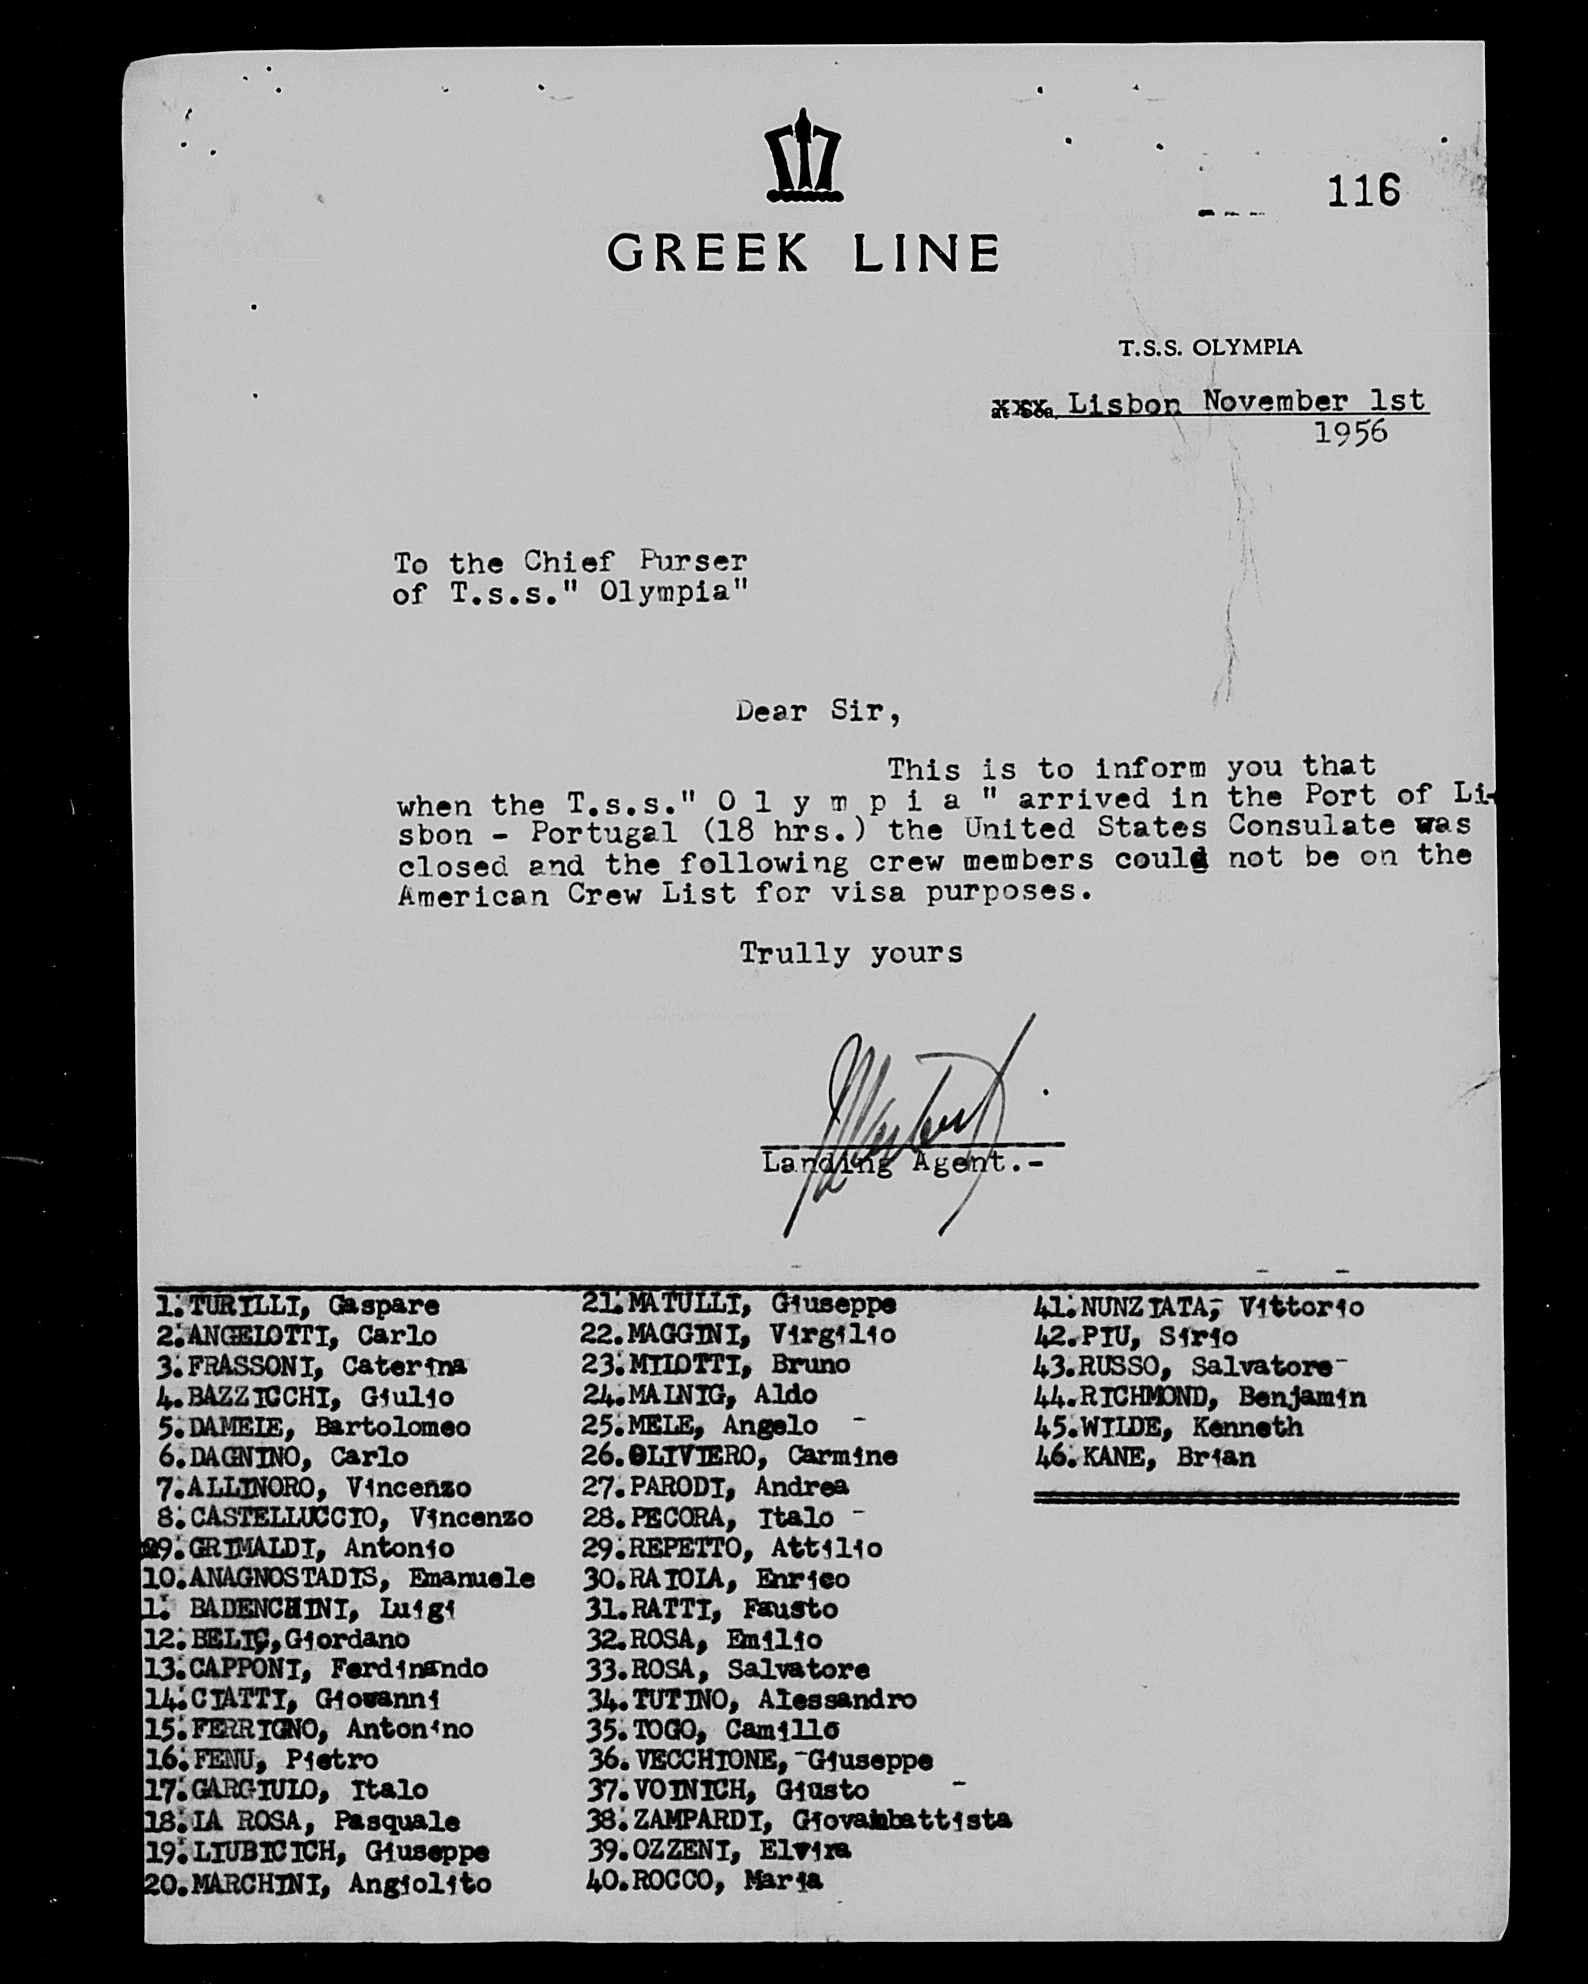 116
GREEK LINE
T.S.S. OLYMPIA
Lisbon November 1st
1956
To the Chief Purser
of T.s.s." Olympia"
Dear Sir,
This is to inform you that
when the T.s.s." O l y m p i a " arrived in the Port of Li-
sbon - Portugal (18 hrs.) the United States Consulate was
closed and the following crew members could not be on the
American Crew List for visa purposes.
Trully yours
Landing Agent.-
1. TURILLI, Gaspare
2. ANGELOTTI, Carlo
3. FRASSONI, Caterina
4. BAZZICCHI, Giulio
5. DAMELE, Bartolomeo
6. DAGNINO, Carlo
7. ALLINORO, Vincenzo
8. CASTELLUCCIO, Vincenzo
9. GRIMALDI, Antonio
10. ANAGNOSTADIS, Emanuele
1. BADENCHINI, Luigi
12. BELIÇ, Giordano
13. CAPPONI, Ferdinando
14. CIATTI, Giovanni
15. FERRIGNO, Antonino
16. FENU, Pietro
17. GARGIULO, Italo
18. LA ROSA, Pasquale
19. LIUBICICH, Giuseppe
20. MARCHINI, Angiolito
21. MATULLI, Giuseppe
22. MAGGINI, Virgilio
23. MILOTTI, Bruno
24. MAINIG, Aldo
25. MELE, Angelo -
26. OLIVIERO, Carmine
27. PARODI, Andrea
28. PECORA, Italo -
29. REPETTO, Attilio
30. RAIOLA, Enrico
31. RATTI, Fausto
32. ROSA, Emilio
33. ROSA, Salvatore
34. TUTINO, Alessandro
35. TOGO, Camillo
36. VECCHIONE, -Giuseppe
37. VOINICH, Giusto -
38. ZAMPARDI, Giovambattista
39. OZZENI, Elvira
40. ROCCO, Maria
41. NUNZIATA,- Vittorio
42. PIU, Sirio
43. RUSSO, Salvatore-
44. RICHMOND, Benjamin
45. WILDE, Kenneth
46. KANE, Brian